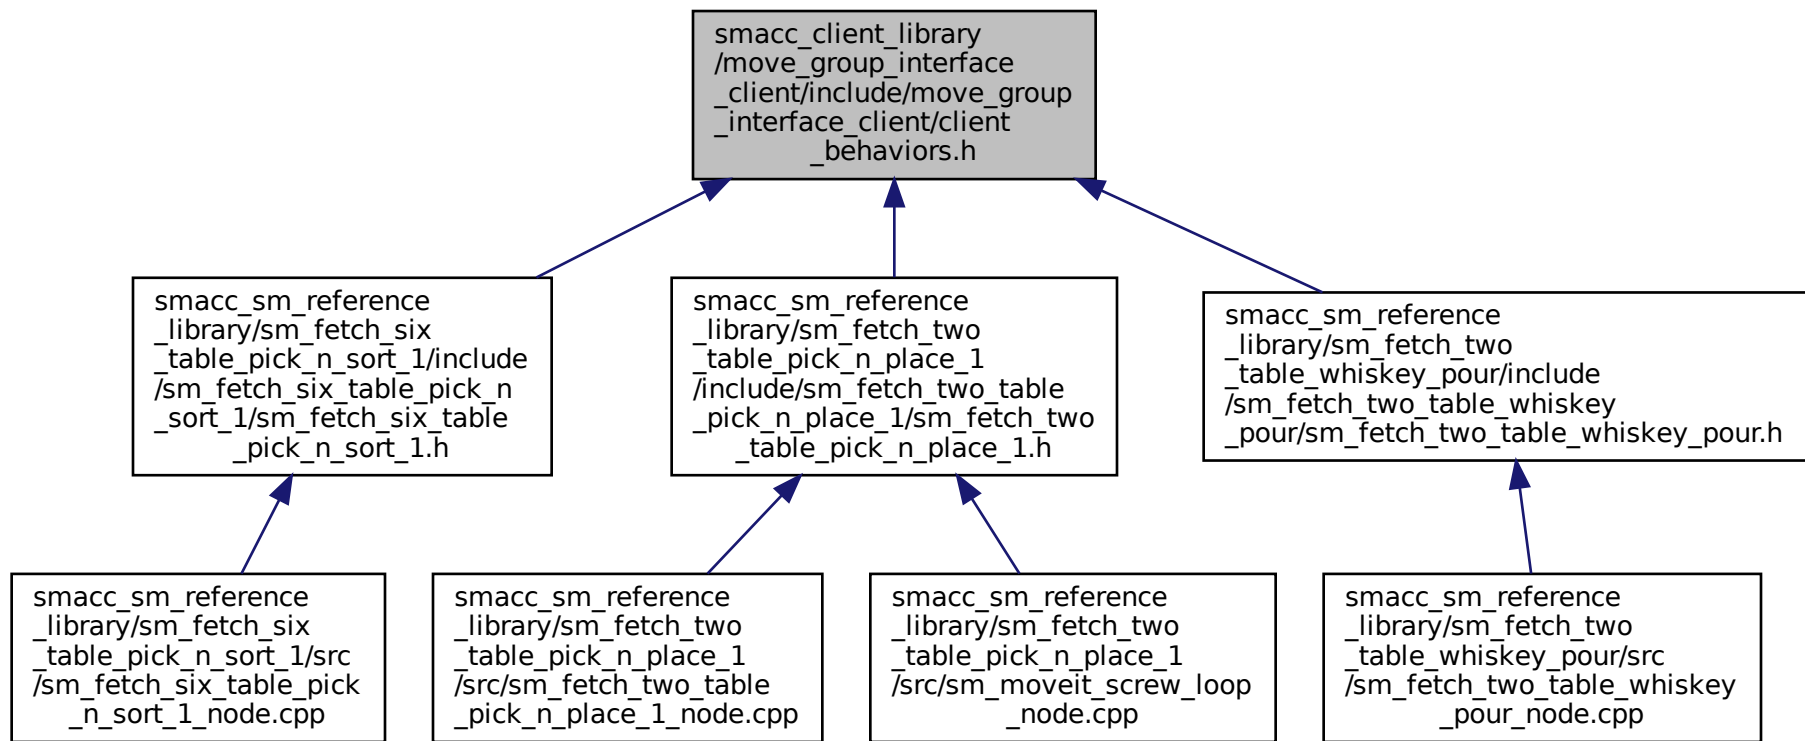 smacc_client_library
/move_group_interface
_client/include/move_group
_interface_client/client
_behaviors.h
smacc_sm_reference
_library/sm_fetch_six
_table_pick_n_sort_1/include
/sm_fetch_six_table_pick_n
_sort_1/sm_fetch_six_table
_pick_n_sort_1.h
smacc_sm_reference
_library/sm_fetch_two
_table_pick_n_place_1
/include/sm_fetch_two_table
_pick_n_place_1/sm_fetch_two
_table_pick_n_place_1.h
smacc_sm_reference
_library/sm_fetch_two
_table_whiskey_pour/include
/sm_fetch_two_table_whiskey
_pour/sm_fetch_two_table_whiskey_pour.h
smacc_sm_reference
_library/sm_fetch_six
_table_pick_n_sort_1/src
/sm_fetch_six_table_pick
_n_sort_1_node.cpp
smacc_sm_reference
_library/sm_fetch_two
_table_pick_n_place_1
/src/sm_fetch_two_table
_pick_n_place_1_node.cpp
smacc_sm_reference
_library/sm_fetch_two
_table_pick_n_place_1
/src/sm_moveit_screw_loop
_node.cpp
smacc_sm_reference
_library/sm_fetch_two
_table_whiskey_pour/src
/sm_fetch_two_table_whiskey
_pour_node.cpp